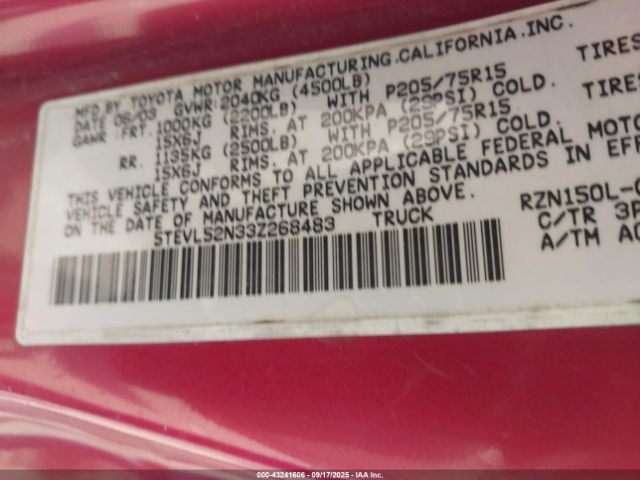 MFD.BY TOYOTA MOTOR MANUFACTURING.CALIFORNIA.INC.
DATE 06/03 GVWR:2040KG (4500LB)
GAWR: FRT. 1000KG (2200LB) WITH P205/75R15 TIRES
15X6J RIMS. AT 200KPA (29PSI) COLD.
RR. 1135KG (2500LB) WITH P205/75R15 TIRES
15X6J RIMS. AT 200KPA (29PSI) COLD.
THIS VEHICLE CONFORMS TO ALL APPLICABLE FEDERAL MOTO
VEHICLE SAFETY AND THEFT PREVENTION STANDARDS IN EFF
ON THE DATE OF MANUFACTURE SHOWN ABOVE.
5TEVL52N33Z268483 TRUCK
RZN150L-
C/TR 3P
A/TM
000-43241606 - 09/17/2025 - Copyright © IAAI, Inc.